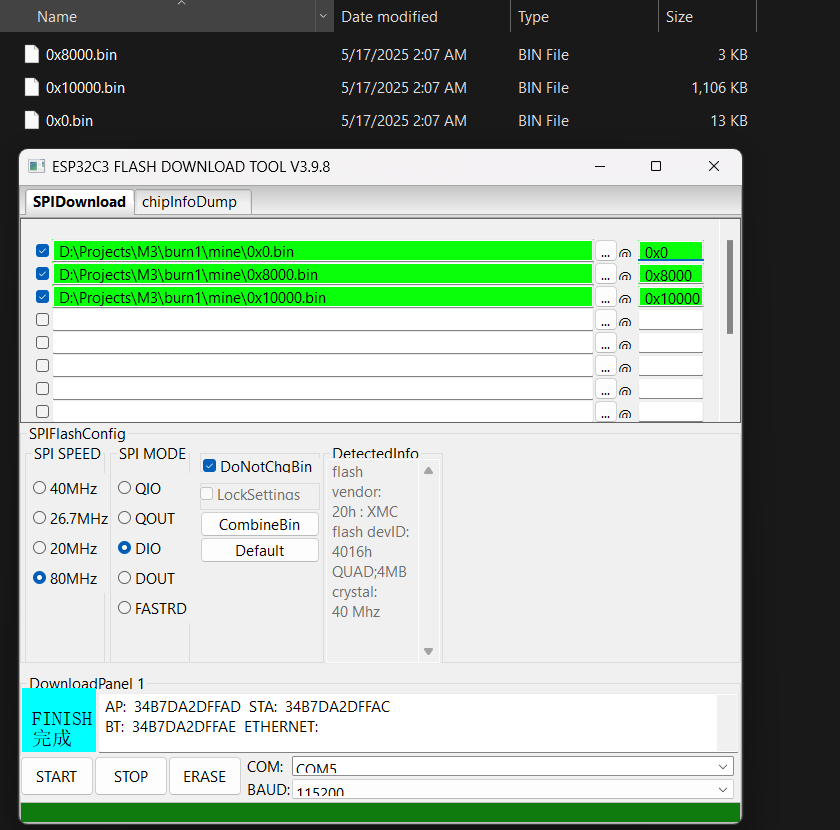 Name Date modified Type Size
0x8000.bin 5/17/2025 2:07 AM BIN File 3 KB
0x10000.bin 5/17/2025 2:07 AM BIN File 1,106 KB
0x0.bin 5/17/2025 2:07 AM BIN File 13 KB
ESP32C3 FLASH DOWNLOAD TOOL V3.9.8
SPIDownload chipInfoDump
D:\Projects\M3\burn1\mine\0x0.bin ... @ 0x0
D:\Projects\M3\burn1\mine\0x8000.bin ... @ 0x8000
D:\Projects\M3\burn1\mine\0x10000.bin ... @ 0x10000
... @
... @
... @
... @
... @
SPIFlashConfig
SPI SPEED
40MHz
26.7MHz
20MHz
80MHz
SPI MODE
QIO
QOUT
DIO
DOUT
FASTRD
DoNotChgBin
LockSettings
CombineBin
Default
DetectedInfo
flash
vendor:
20h : XMC
flash devID:
4016h
QUAD;4MB
crystal:
40 Mhz
DownloadPanel 1
FINISH
完成
AP: 34B7DA2DFFAD STA: 34B7DA2DFFAC
BT: 34B7DA2DFFAE ETHERNET:
START STOP ERASE
COM: COM5
BAUD: 115200